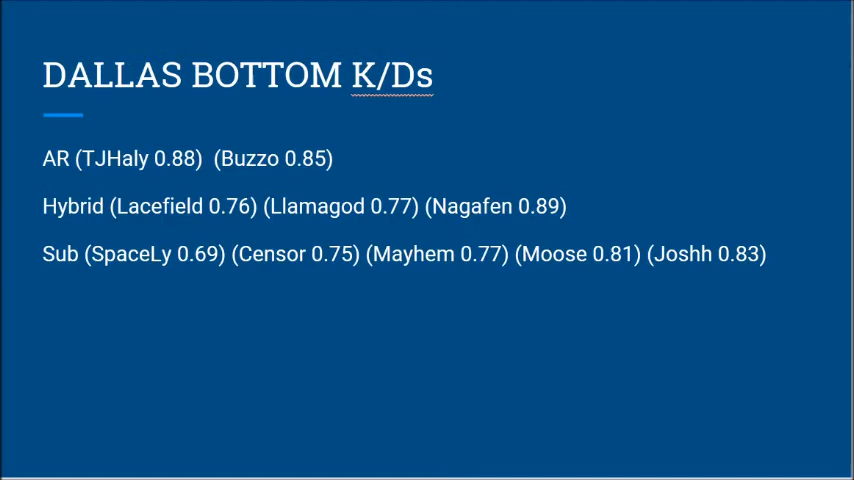 DALLAS BOTTOM K/Ds
AR (TJHaly 0.88)  (Buzzo 0.85)
Hybrid (Lacefield 0.76) (Llamagod 0.77) (Nagafen 0.89)
Sub (SpaceLy 0.69) (Censor 0.75) (Mayhem 0.77) (Moose 0.81) (Joshh 0.83)